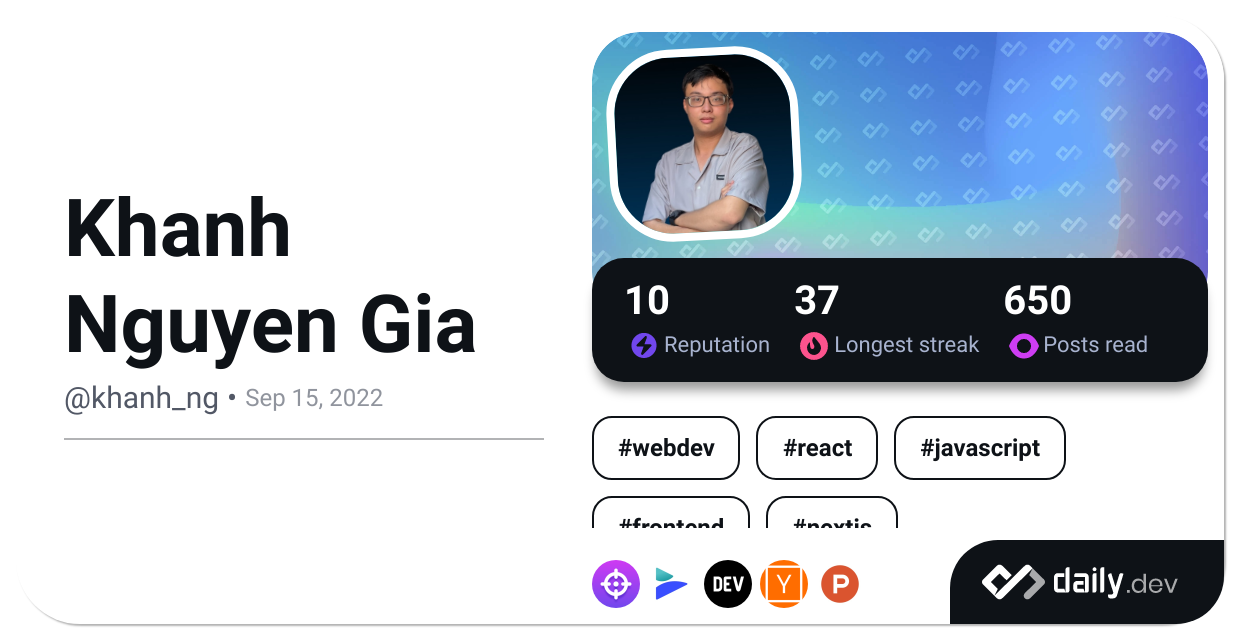 Khanh
Nguyen Gia
@khanh_ng • Sep 15, 2022
10 37 650
Reputation Longest streak Posts read
#webdev #react #javascript
#frontend #nextjs
DEV Y P
daily.dev